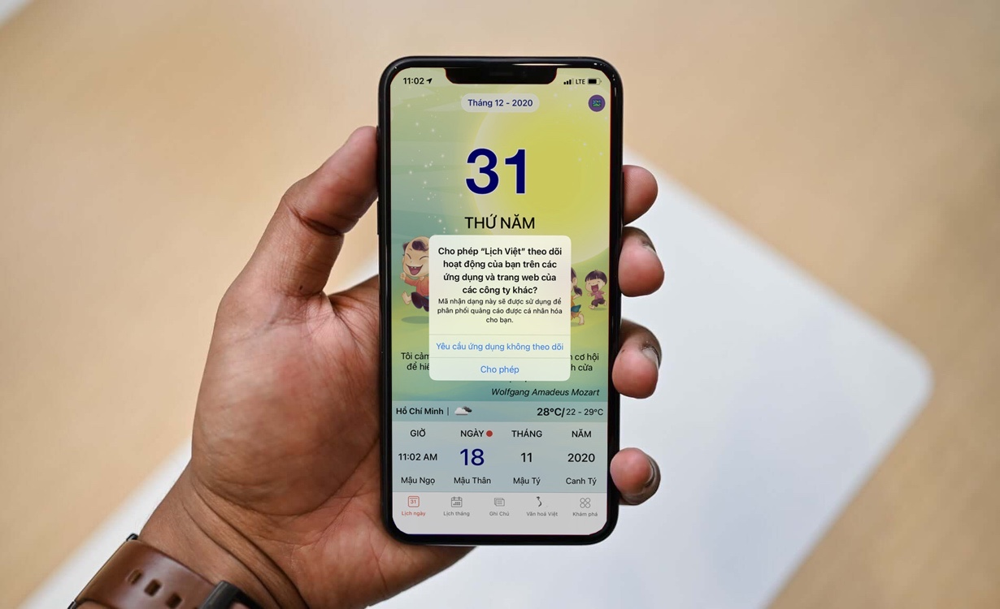 11:02
LTE
Tháng 12 - 2020
31
THỨ NĂM
Cho phép “Lịch Việt” theo dõi
hoạt động của bạn trên các
ứng dụng và trang web của
các công ty khác?
Mã nhận dạng này sẽ được sử dụng để
phân phối quảng cáo được cá nhân hóa
cho bạn.
Yêu cầu ứng dụng không theo dõi
Cho phép
Tôi cảm cơ hội
để cửa
Wolfgang Amadeus Mozart
Hồ Chí Minh | 28°C/ 22 - 29°C
GIỜ NGÀY THÁNG NĂM
11:02 AM 18 11 2020
Mậu Ngọ Mậu Thân Mậu Tý Canh Tý
31
Lịch ngày Lịch tháng Ghi Chú Văn hoá Việt Khám phá